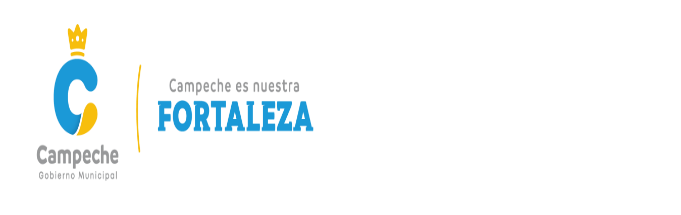 Campeche
Gobierno Municipal
Campeche es nuestra
FORTALEZA